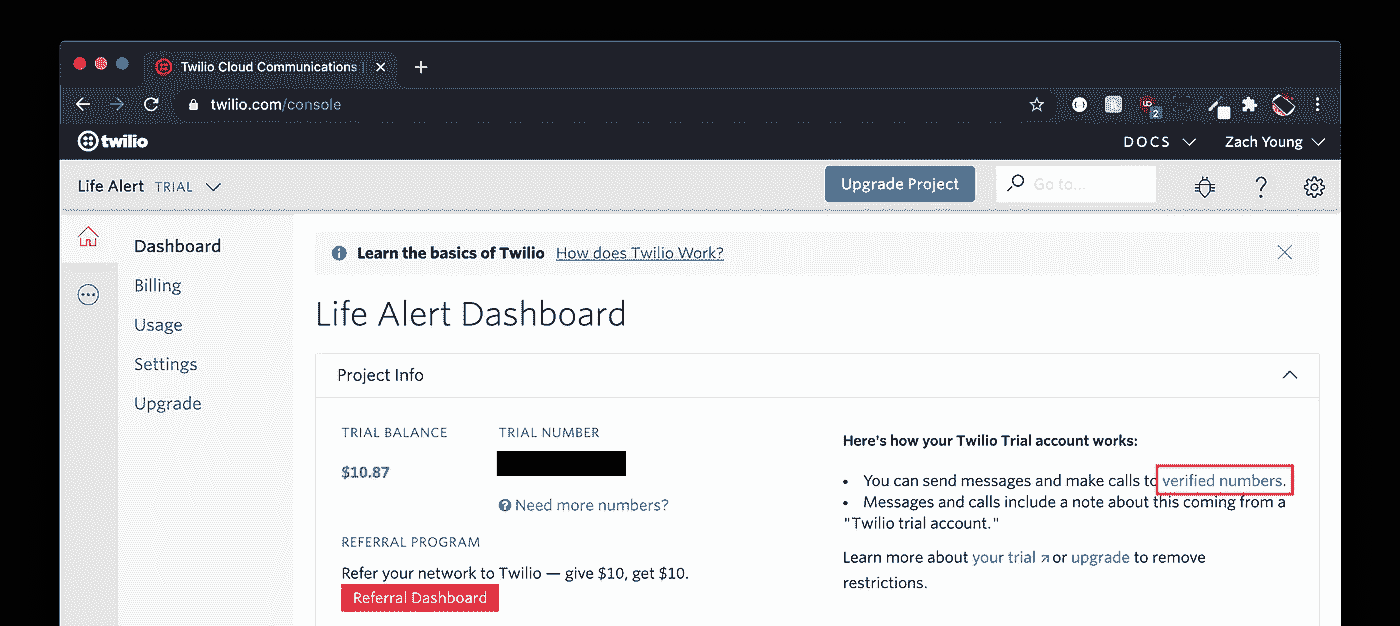 Twilio Cloud Communications |
twilio.com/console
2
twilio
DOCS
Zach Young
Life Alert TRIAL
Upgrade Project
Go to...
Dashboard
Billing
Usage
Settings
Upgrade
Learn the basics of Twilio How does Twilio Work?
Life Alert Dashboard
Project Info
TRIAL BALANCE
$10.87
TRIAL NUMBER
Need more numbers?
REFERRAL PROGRAM
Refer your network to Twilio — give $10, get $10.
Referral Dashboard
Here's how your Twilio Trial account works:
• You can send messages and make calls to verified numbers.
• Messages and calls include a note about this coming from a
"Twilio trial account."
Learn more about your trial or upgrade to remove
restrictions.